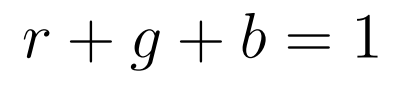 r + g + b = 1